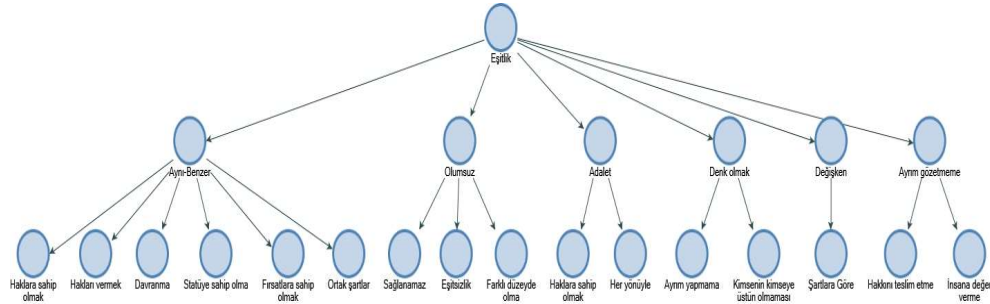 Eşitlik
Aynı-Benzer
Olumsuz
Adalet
Denk olmak
Değişken
Ayrım gözetmeme
Haklara sahip
olmak
Hakları vermek
Davranma
Statüye sahip olma
Fırsatlara sahip
olmak
Ortak şartlar
Sağlanamaz
Eşitsizlik
Farklı düzeyde
olma
Haklara sahip
olmak
Her yönüyle
Ayrım yapmama
Kimsenin kimseye
üstün olmaması
Şartlara Göre
Hakkını teslim etme
İnsana değer
verme